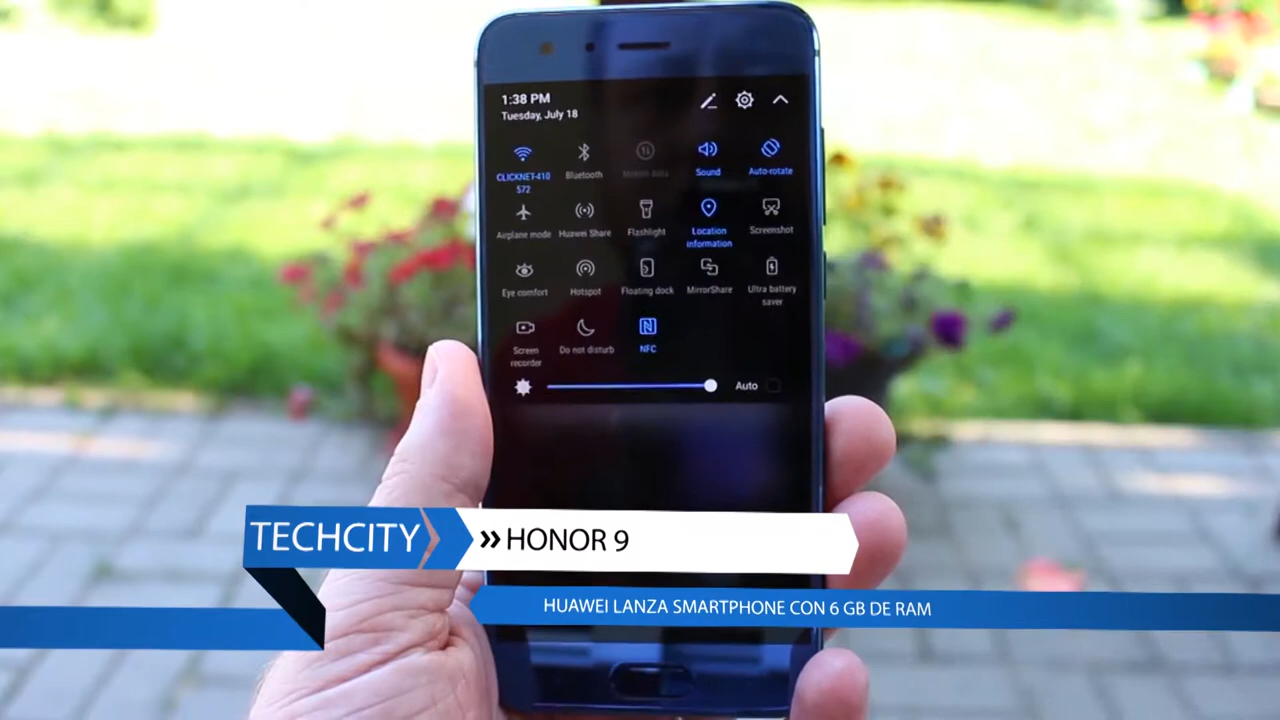 1:38 PM
Tuesday, July 18
CLICKNET-410
572
Bluetooth
Mobile data
Sound
Auto-rotate
Airplane mode
Huawei Share
Flashlight
Location
information
Screenshot
Eye comfort
Hotspot
Floating dock
MirrorShare
Ultra battery
saver
Screen
recorder
Do not disturb
NFC
Auto
TECHCITY
» HONOR 9
HUAWEI LANZA SMARTPHONE CON 6 GB DE RAM